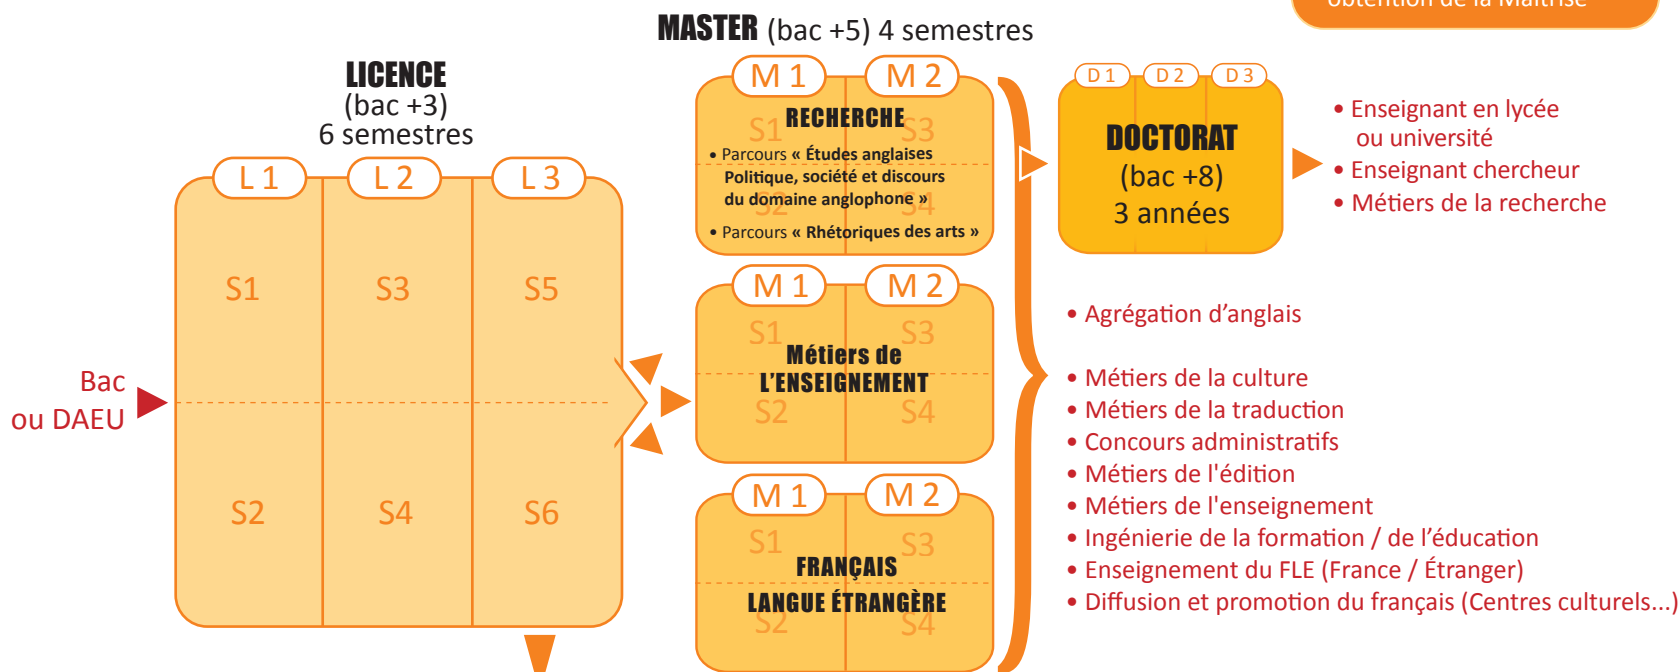 obtention de la Maîtrise
MASTER (bac +5) 4 semestres
LICENCE
(bac +3)
6 semestres
L 1
L 2
L 3
S1
S3
S5
S2
S4
S6
Bac
ou DAEU
M 1
M 2
S1
S3
RECHERCHE
• Parcours « Études anglaises
Politique, société et discours
du domaine anglophone »
S2
S4
• Parcours « Rhétoriques des arts »
M 1
M 2
S1
S3
Métiers de
L'ENSEIGNEMENT
S2
S4
M 1
M 2
S1
S3
FRANÇAIS
LANGUE ÉTRANGÈRE
S2
S4
D 1
D 2
D 3
DOCTORAT
(bac +8)
3 années
• Enseignant en lycée
ou université
• Enseignant chercheur
• Métiers de la recherche
• Agrégation d’anglais
• Métiers de la culture
• Métiers de la traduction
• Concours administratifs
• Métiers de l'édition
• Métiers de l'enseignement
• Ingénierie de la formation / de l’éducation
• Enseignement du FLE (France / Étranger)
• Diffusion et promotion du français (Centres culturels...)